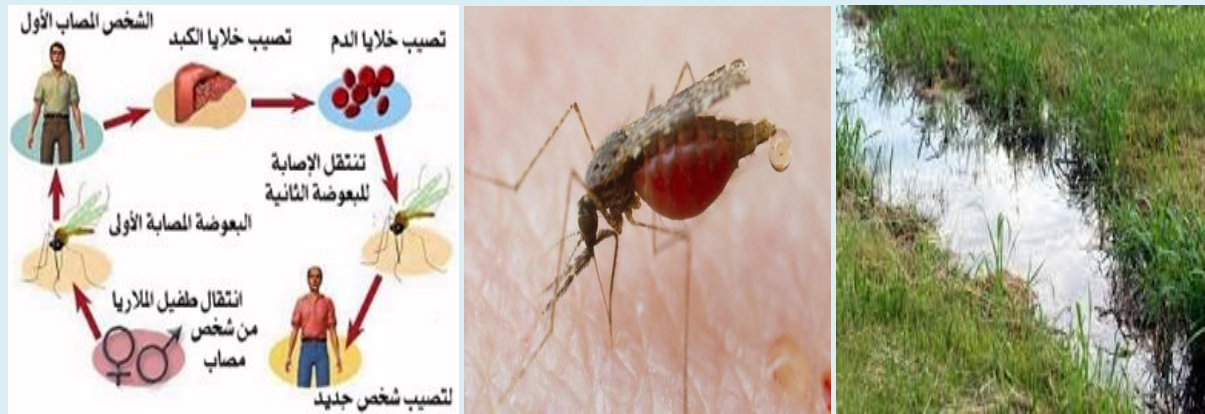 الشخص المصاب الأول
تصيب خلايا الكبد
تصيب خلايا الدم
تنتقل الإصابة
للبعوضة الثانية
لتصيب شخص جديد
انتقال طفيل الملاريا
من شخص
مصاب
البعوضة المصابة الأولى